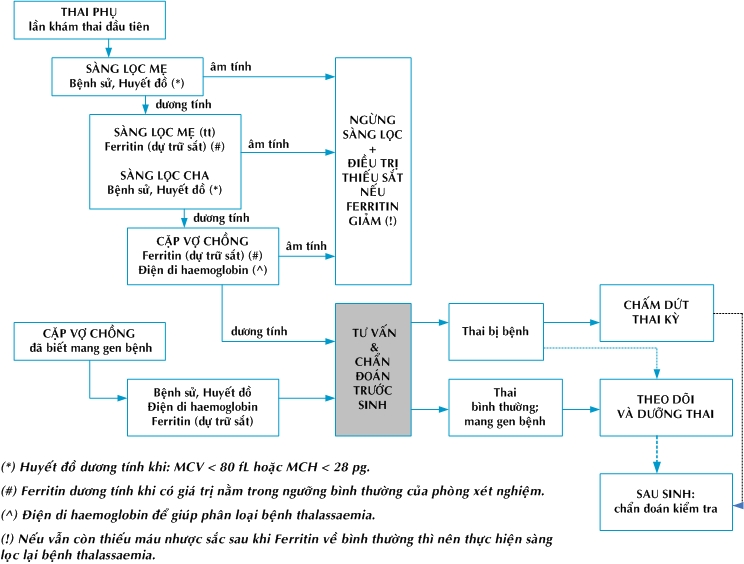 THAI PHỤ
lần khám thai đầu tiên
SÀNG LỌC MẸ
Bệnh sử, Huyết đồ (*)
âm tính
dương tính
SÀNG LỌC MẸ (tt)
Ferritin (dự trữ sắt) (#)
SÀNG LỌC CHA
Bệnh sử, Huyết đồ (*)
âm tính
dương tính
CẶP VỢ CHỒNG
Ferritin (dự trữ sắt) (#)
Điện di haemoglobin (^)
âm tính
NGỪNG
SÀNG LỌC
+
ĐIỀU TRỊ
THIẾU SẮT
NẾU
FERRITIN
GIẢM (!)
dương tính
CẶP VỢ CHỒNG
đã biết mang gen bệnh
Bệnh sử, Huyết đồ
Điện di haemoglobin
Ferritin (dự trữ sắt)
TƯ VẤN
&
CHẨN
ĐOÁN
TRƯỚC
SINH
Thai bị bệnh
CHẤM DỨT
THAI KỲ
Thai
bình thường;
mang gen bệnh
THEO DÕI
VÀ DƯỠNG THAI
SAU SINH:
chẩn đoán kiểm tra
(*) Huyết đồ dương tính khi: MCV < 80 fL hoặc MCH < 28 pg.
(#) Ferritin dương tính khi có giá trị nằm trong ngưỡng bình thường của phòng xét nghiệm.
(^) Điện di haemoglobin để giúp phân loại bệnh thalassaemia.
(!) Nếu vẫn còn thiếu máu nhược sắc sau khi Ferritin về bình thường thì nên thực hiện sàng
lọc lại bệnh thalassaemia.